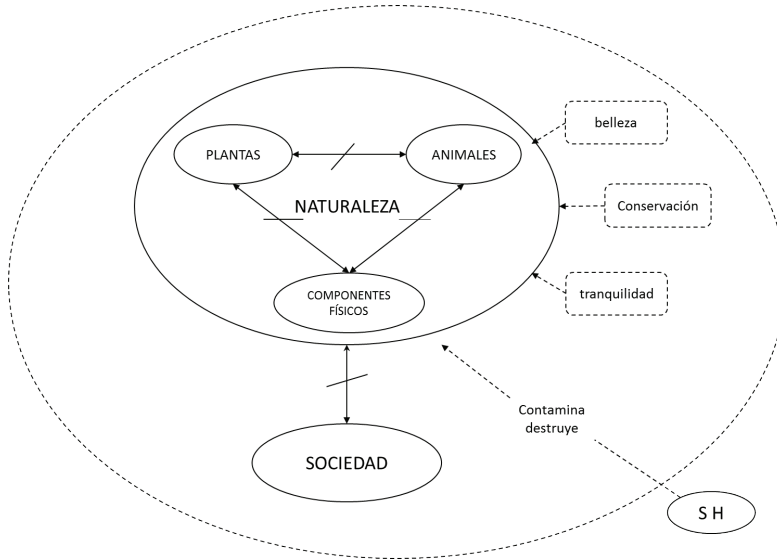 belleza
PLANTAS
ANIMALES
NATURALEZA
Conservación
COMPONENTES
FÍSICOS
tranquilidad
Contamina
destruye
SOCIEDAD
S H